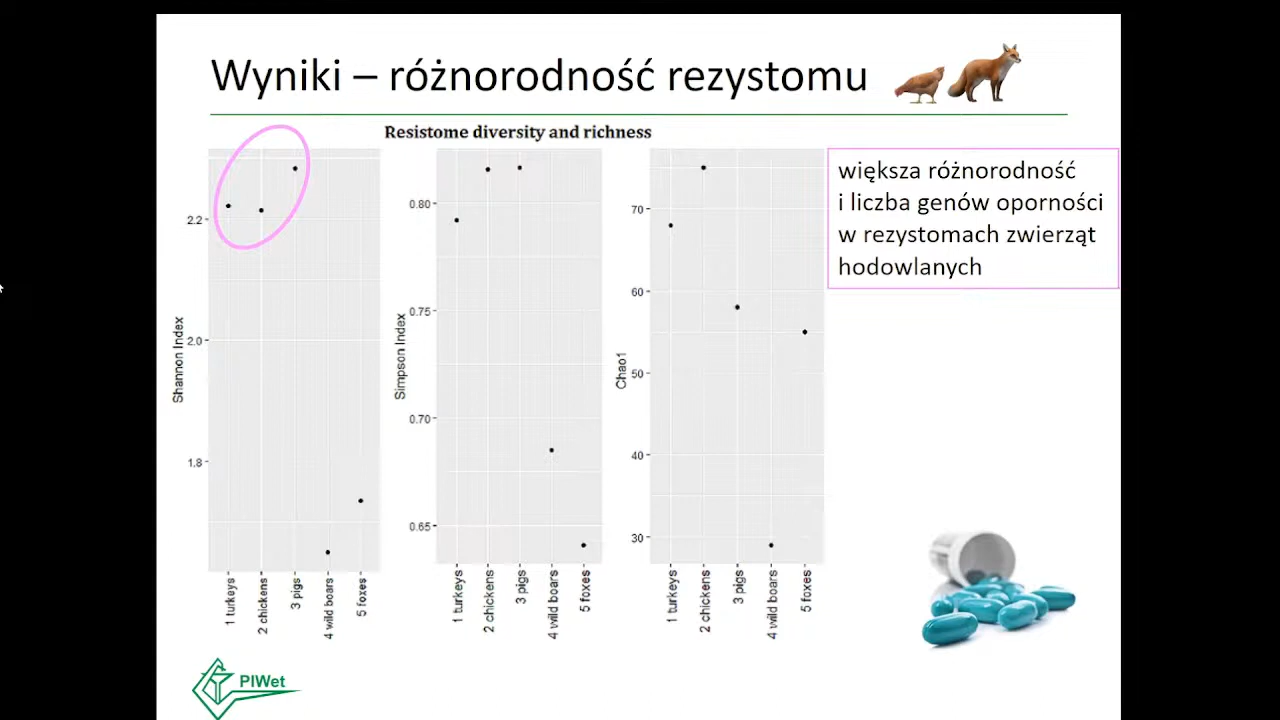 Wyniki – różnorodność rezystomu
Resistome diversity and richness
Shannon Index
2.2
2.0
1.8
1 turkeys
2 chickens
3 pigs
4 wild boars
5 foxes
Simpson Index
0.80
0.75
0.70
0.65
1 turkeys
2 chickens
3 pigs
4 wild boars
5 foxes
Chao1
70
60
50
40
30
1 turkeys
2 chickens
3 pigs
4 wild boars
5 foxes
większa różnorodność
i liczba genów oporności
w rezystomach zwierząt
hodowlanych
PIWet